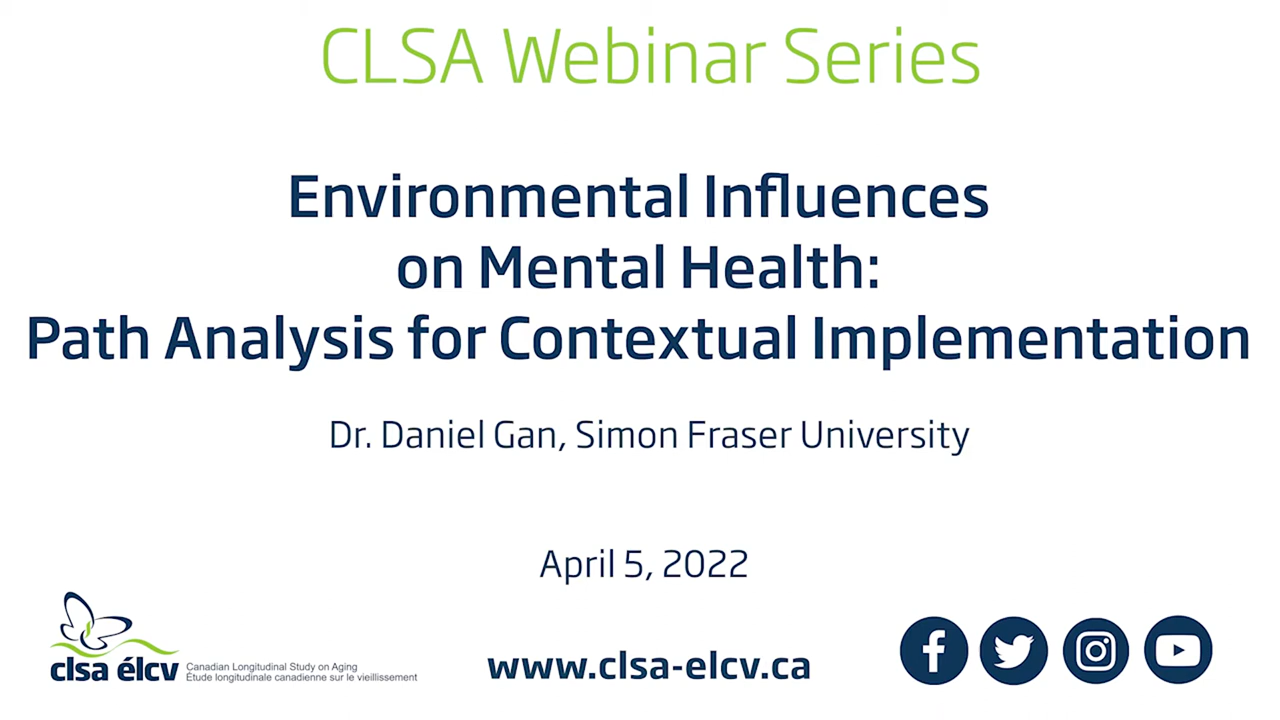 CLSA Webinar Series
Environmental Influences
on Mental Health:
Path Analysis for Contextual Implementation
Dr. Daniel Gan, Simon Fraser University
April 5, 2022
clsa élcv
Canadian Longitudinal Study on Aging
Étude longitudinale canadienne sur le vieillissement
www.clsa-elcv.ca